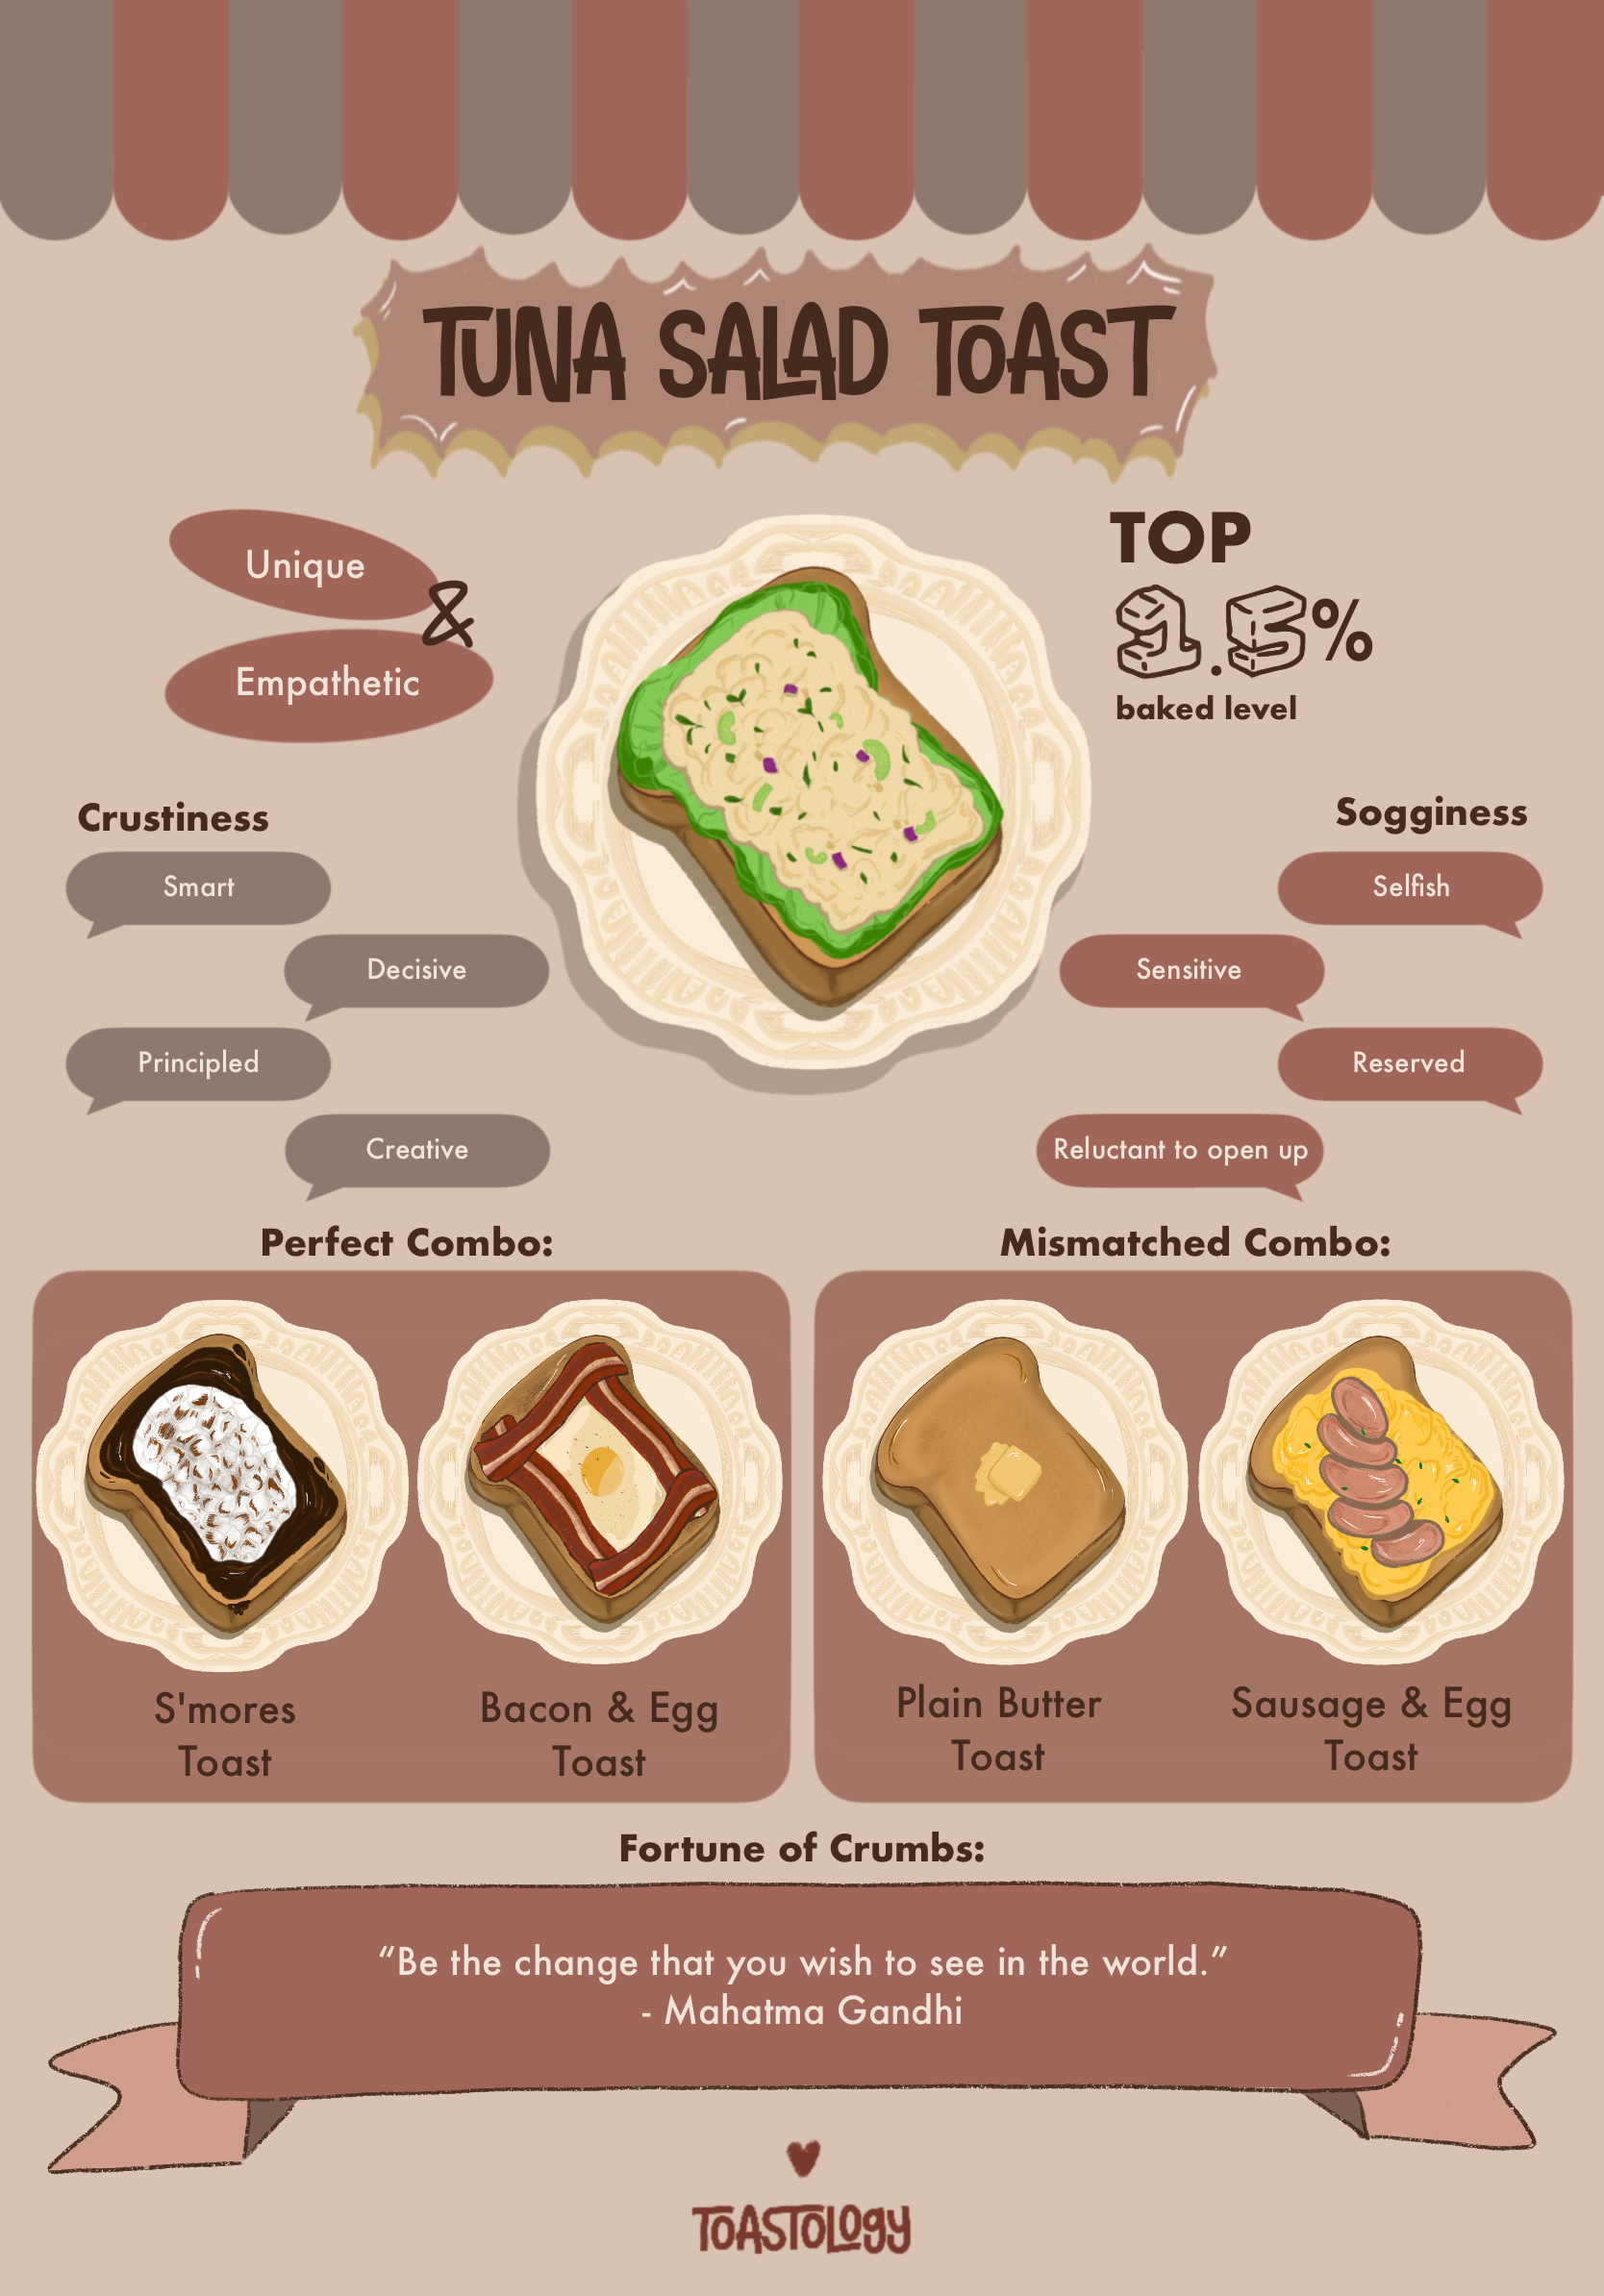 TUNA SALAD TOAST
Unique
&
Empathetic
TOP
1.5%
baked level
Crustiness
Smart
Decisive
Principled
Creative
Sogginess
Selfish
Sensitive
Reserved
Reluctant to open up
Perfect Combo:
S'mores
Toast
Bacon & Egg
Toast
Mismatched Combo:
Plain Butter
Toast
Sausage & Egg
Toast
Fortune of Crumbs:
“Be the change that you wish to see in the world.”
- Mahatma Gandhi
TOASTOLOGY